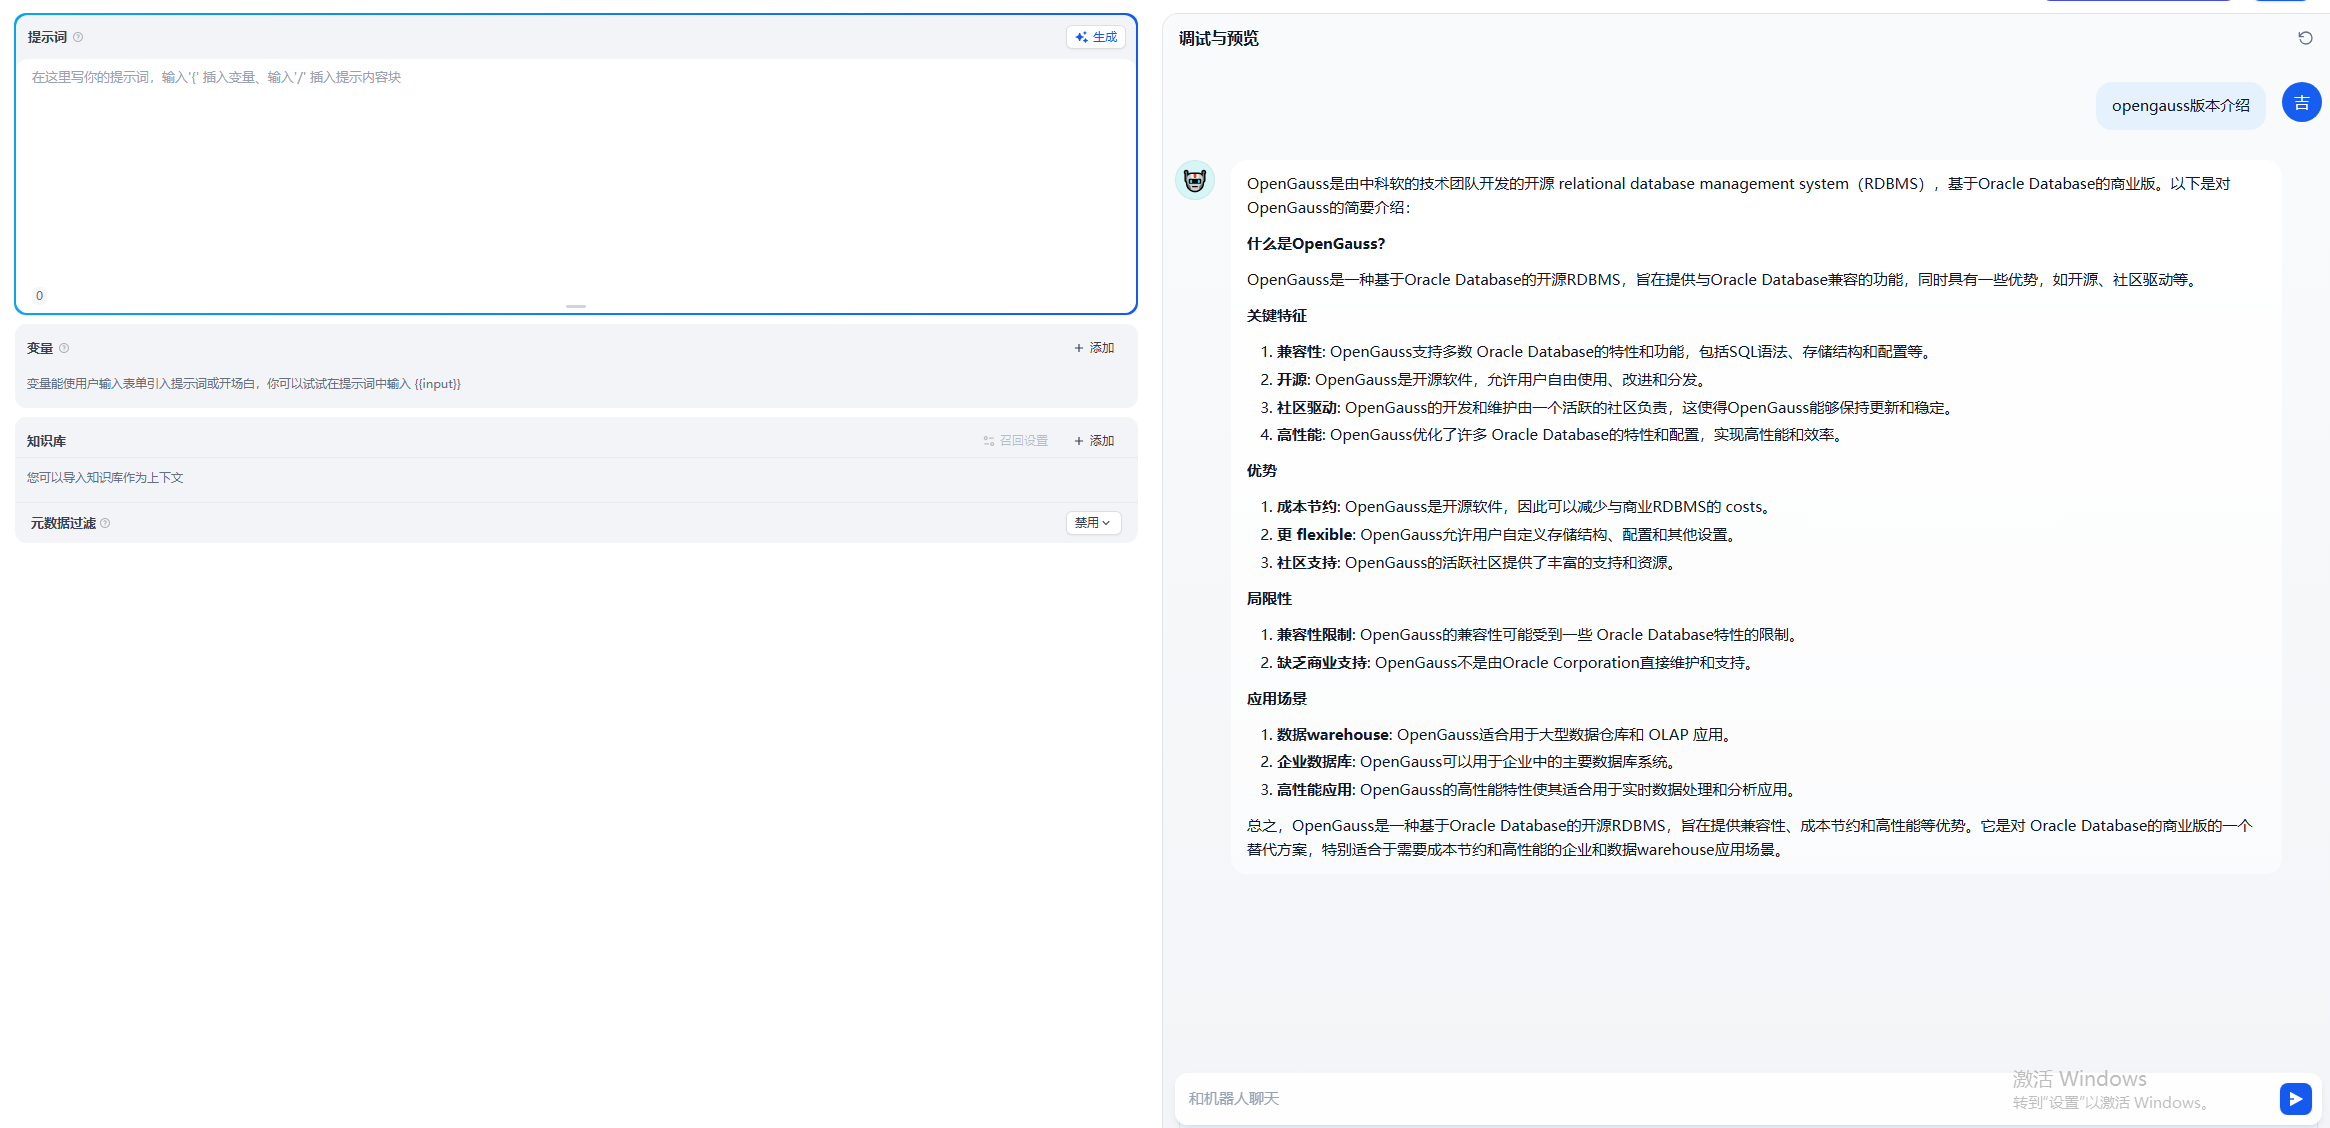 提示词
生成
在这里写你的提示词，输入'{' 插入变量、输入'/' 插入提示内容块
0
变量
+ 添加
变量能使用户输入表单引入提示词或开场白，你可以试试在提示词中输入 {{input}}
知识库
召回设置
+ 添加
您可以导入知识库作为上下文
元数据过滤
禁用
调试与预览
opengauss版本介绍
吉
OpenGauss是由中科软的技术团队开发的开源 relational database management system（RDBMS），基于Oracle Database的商业版。以下是对
OpenGauss的简要介绍：
什么是OpenGauss?
OpenGauss是一种基于Oracle Database的开源RDBMS，旨在提供与Oracle Database兼容的功能，同时具有一些优势，如开源、社区驱动等。
关键特征
1. 兼容性: OpenGauss支持多数 Oracle Database的特性和功能，包括SQL语法、存储结构和配置等。
2. 开源: OpenGauss是开源软件，允许用户自由使用、改进和分发。
3. 社区驱动: OpenGauss的开发和维护由一个活跃的社区负责，这使得OpenGauss能够保持更新和稳定。
4. 高性能: OpenGauss优化了许多 Oracle Database的特性和配置，实现高性能和效率。
优势
1. 成本节约: OpenGauss是开源软件，因此可以减少与商业RDBMS的 costs。
2. 更 flexible: OpenGauss允许用户自定义存储结构、配置和其他设置。
3. 社区支持: OpenGauss的活跃社区提供了丰富的支持和资源。
局限性
1. 兼容性限制: OpenGauss的兼容性可能受到一些 Oracle Database特性的限制。
2. 缺乏商业支持: OpenGauss不是由Oracle Corporation直接维护和支持。
应用场景
1. 数据warehouse: OpenGauss适合用于大型数据仓库和 OLAP 应用。
2. 企业数据库: OpenGauss可以用于企业中的主要数据库系统。
3. 高性能应用: OpenGauss的高性能特性使其适合用于实时数据处理和分析应用。
总之，OpenGauss是一种基于Oracle Database的开源RDBMS，旨在提供兼容性、成本节约和高性能等优势。它是对 Oracle Database的商业版的一个
替代方案，特别适合于需要成本节约和高性能的企业和数据warehouse应用场景。
和机器人聊天
激活 Windows
转到"设置"以激活 Windows。